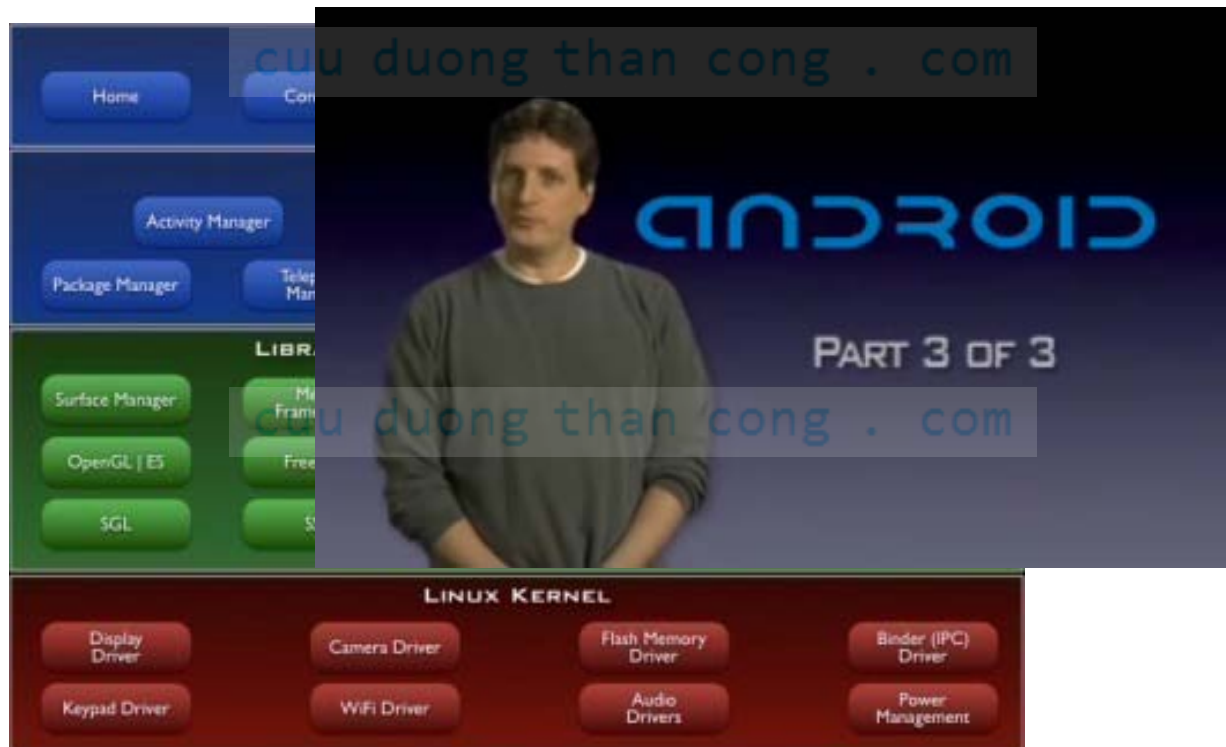 cuu duong than cong . com
Home
Activity Manager
Package Manager
ANDROID
PART 3 OF 3
Surface Manager
cuu duong than cong . com
OpenGL | ES
SGL
LINUX KERNEL
Display
Driver
Camera Driver
Flash Memory
Driver
Binder (IPC)
Driver
Keypad Driver
WiFi Driver
Audio
Drivers
Power
Management